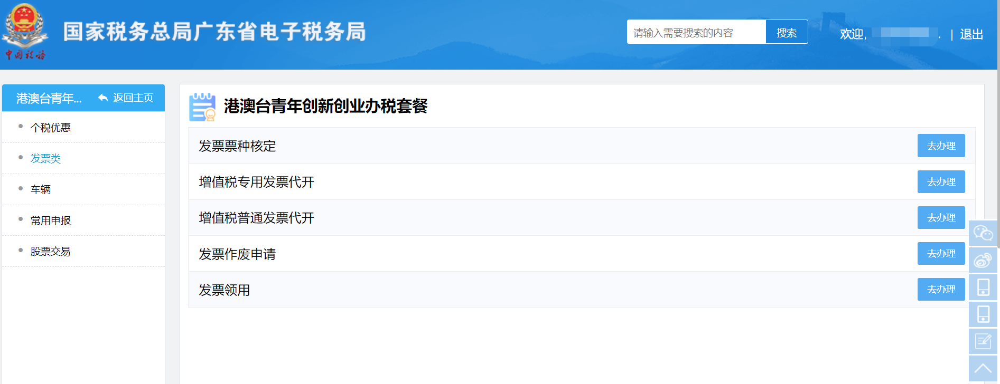 国家税务总局广东省电子税务局
中国税务
请输入需要搜索的内容
搜索
欢迎,
退出
港澳台青年...
返回主页
个税优惠
发票类
车辆
常用申报
股票交易
港澳台青年创新创业办税套餐
发票票种核定
去办理
增值税专用发票代开
去办理
增值税普通发票代开
去办理
发票作废申请
去办理
发票领用
去办理